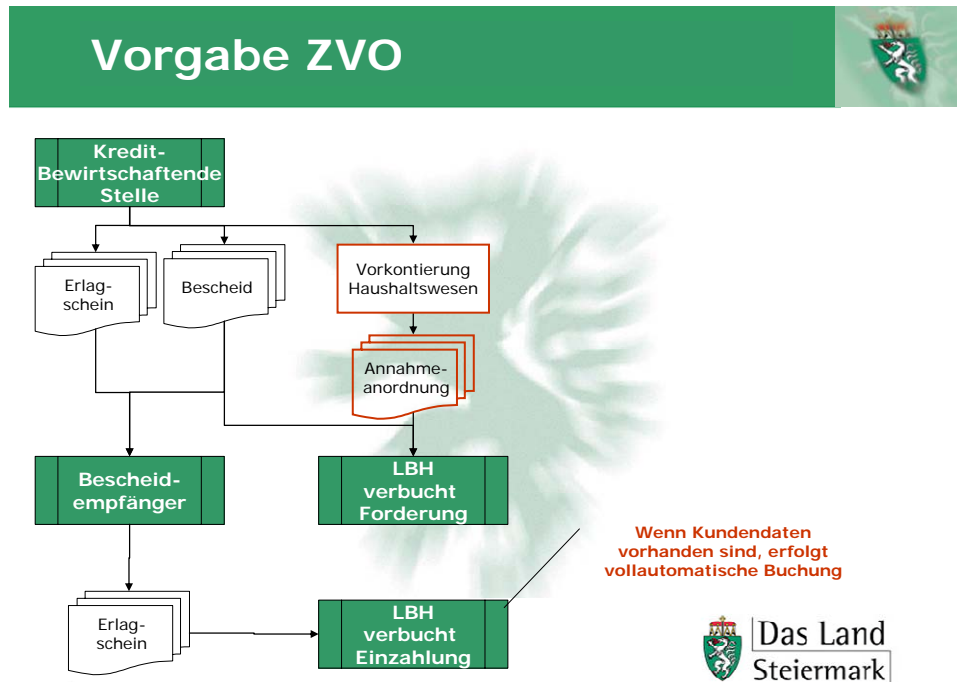 Vorgabe ZVO
Kredit-
Bewirtschaftende
Stelle
Erlag-
schein
Bescheid
Vorkontierung
Haushaltswesen
Annahme-
anordnung
Bescheid-
empfänger
LBH
verbucht
Forderung
Wenn Kundendaten
vorhanden sind, erfolgt
vollautomatische Buchung
Erlag-
schein
LBH
verbucht
Einzahlung
Das Land
Steiermark